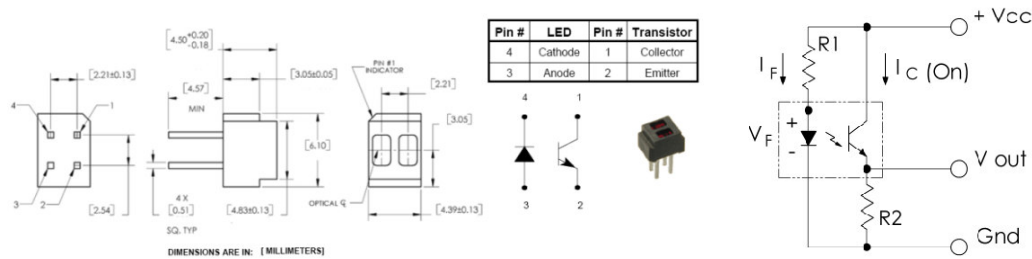 [4.50 +0.20 -0.18]
[2.21±0.13]
PIN #1
INDICATOR
[3.05±0.05]
[4.57]
MIN
[2.21]
4
1
[3.05]
[6.10]
3
2
[2.54]
4 X
[0.51]
SQ. TYP
[4.83±0.13]
OPTICAL ℄
[4.39±0.13]
DIMENSIONS ARE IN: [ MILLIMETERS]
Pin # LED Pin # Transistor
4 Cathode 1 Collector
3 Anode 2 Emitter
4 1
3 2
+ Vcc
R1
I F
I C (On)
V F
+
-
V out
R2
Gnd